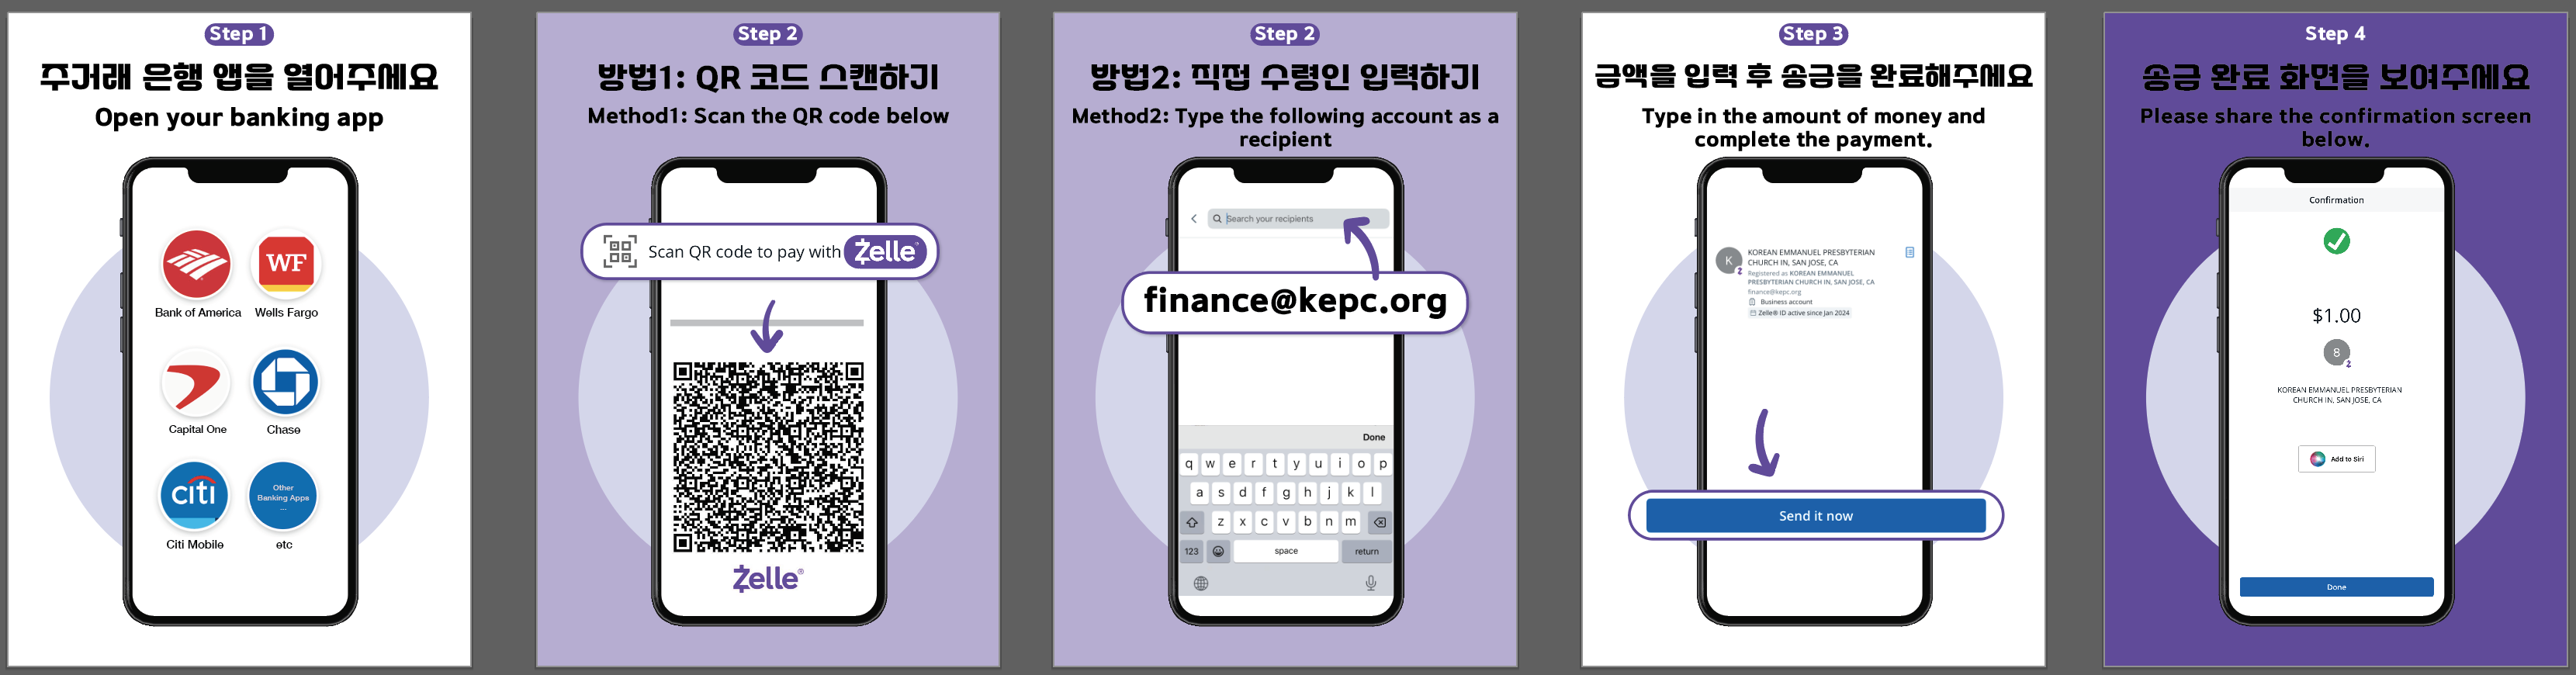 Step 1
주거래 은행 앱을 열어주세요
Open your banking app
Bank of America
Wells Fargo
WF
Capital One
Chase
citi
Other
Banking Apps
...
Citi Mobile
etc
Step 2
방법1: QR 코드 스캔하기
Method1: Scan the QR code below
Scan QR code to pay with Zelle
Zelle®
Step 2
방법2: 직접 수령인 입력하기
Method2: Type the following account as a
recipient
Search your recipients
finance@kepc.org
Done
q w e r t y u i o p
a s d f g h j k l
z x c v b n m
123 space return
Step 3
금액을 입력 후 송금을 완료해주세요
Type in the amount of money and
complete the payment.
K
KOREAN EMMANUEL PRESBYTERIAN
CHURCH IN, SAN JOSE, CA
Registered as KOREAN EMMANUEL
PRESBYTERIAN CHURCH IN, SAN JOSE, CA
finance@kepc.org
Business account
Zelle® ID active since Jan 2024
Send it now
Step 4
송금 완료 화면을 보여주세요
Please share the confirmation screen
below.
Confirmation
$1.00
8
KOREAN EMMANUEL PRESBYTERIAN
CHURCH IN, SAN JOSE, CA
Add to Siri
Done